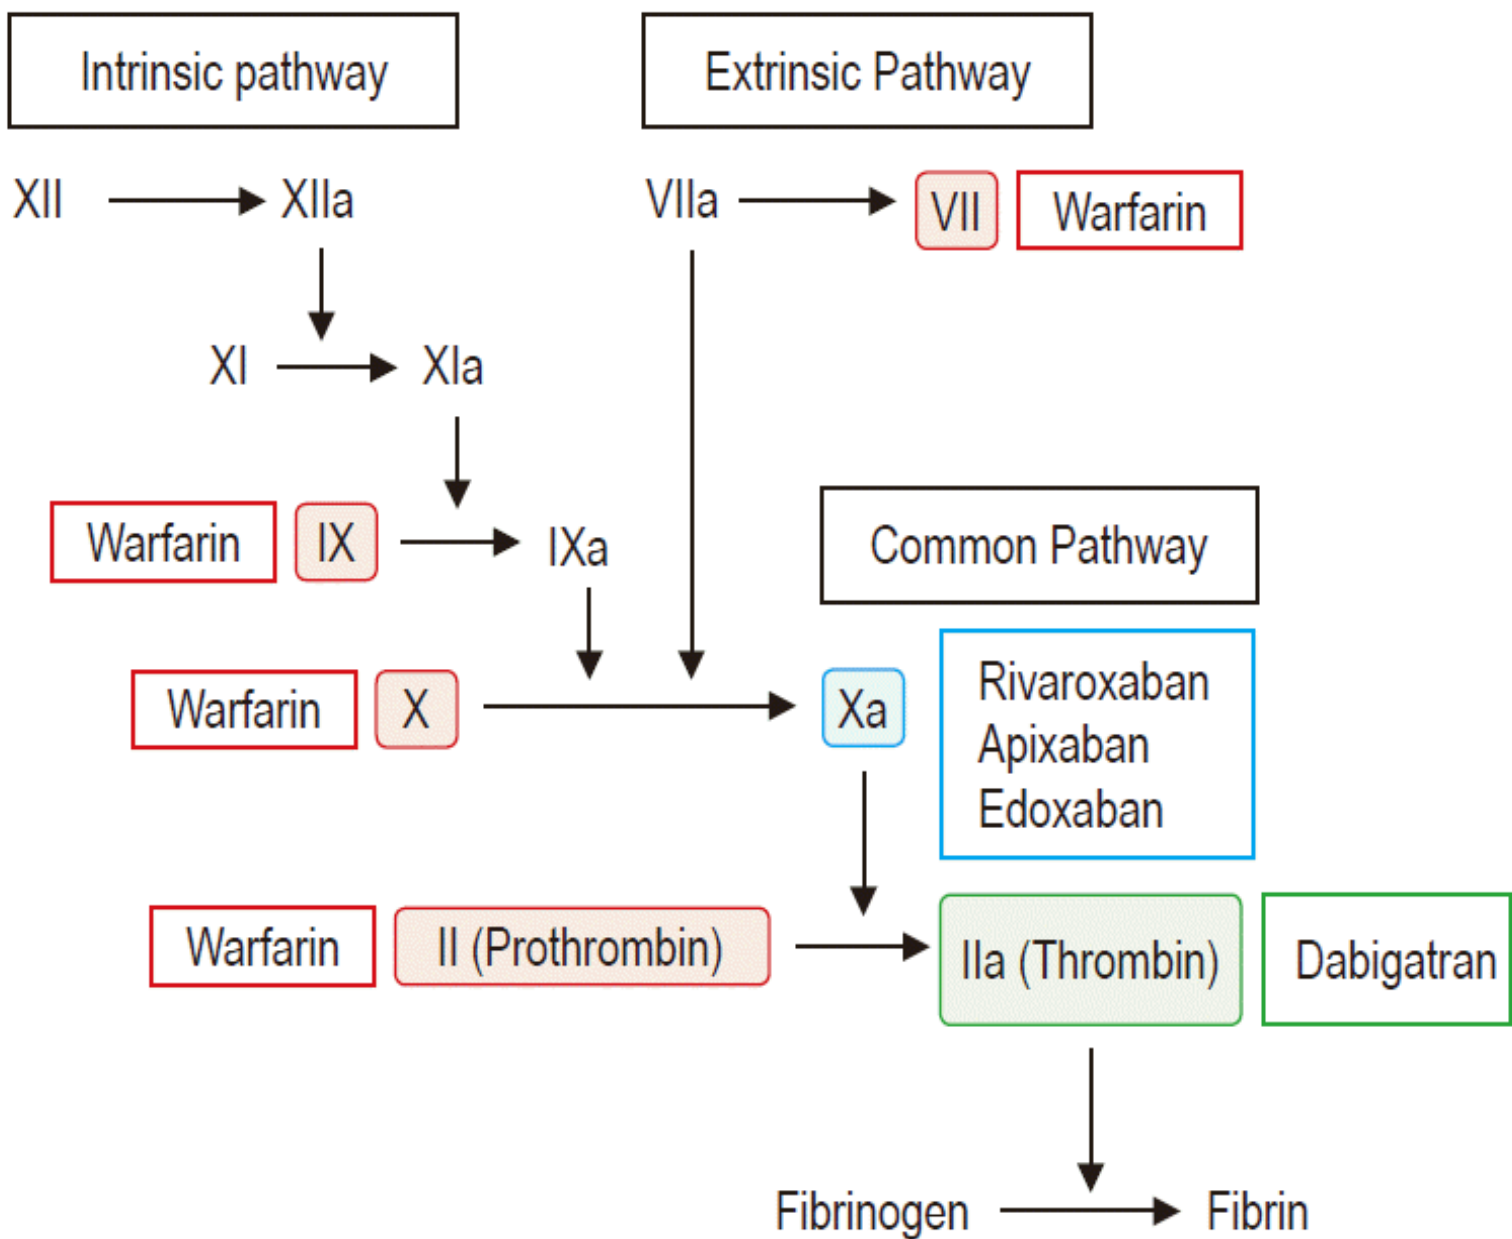 Intrinsic pathway
Extrinsic Pathway
XII
XIIa
VIIa
VII
Warfarin
XI
XIa
Warfarin
IX
IXa
Common Pathway
Warfarin
X
Xa
Rivaroxaban
Apixaban
Edoxaban
Warfarin
II (Prothrombin)
IIa (Thrombin)
Dabigatran
Fibrinogen
Fibrin